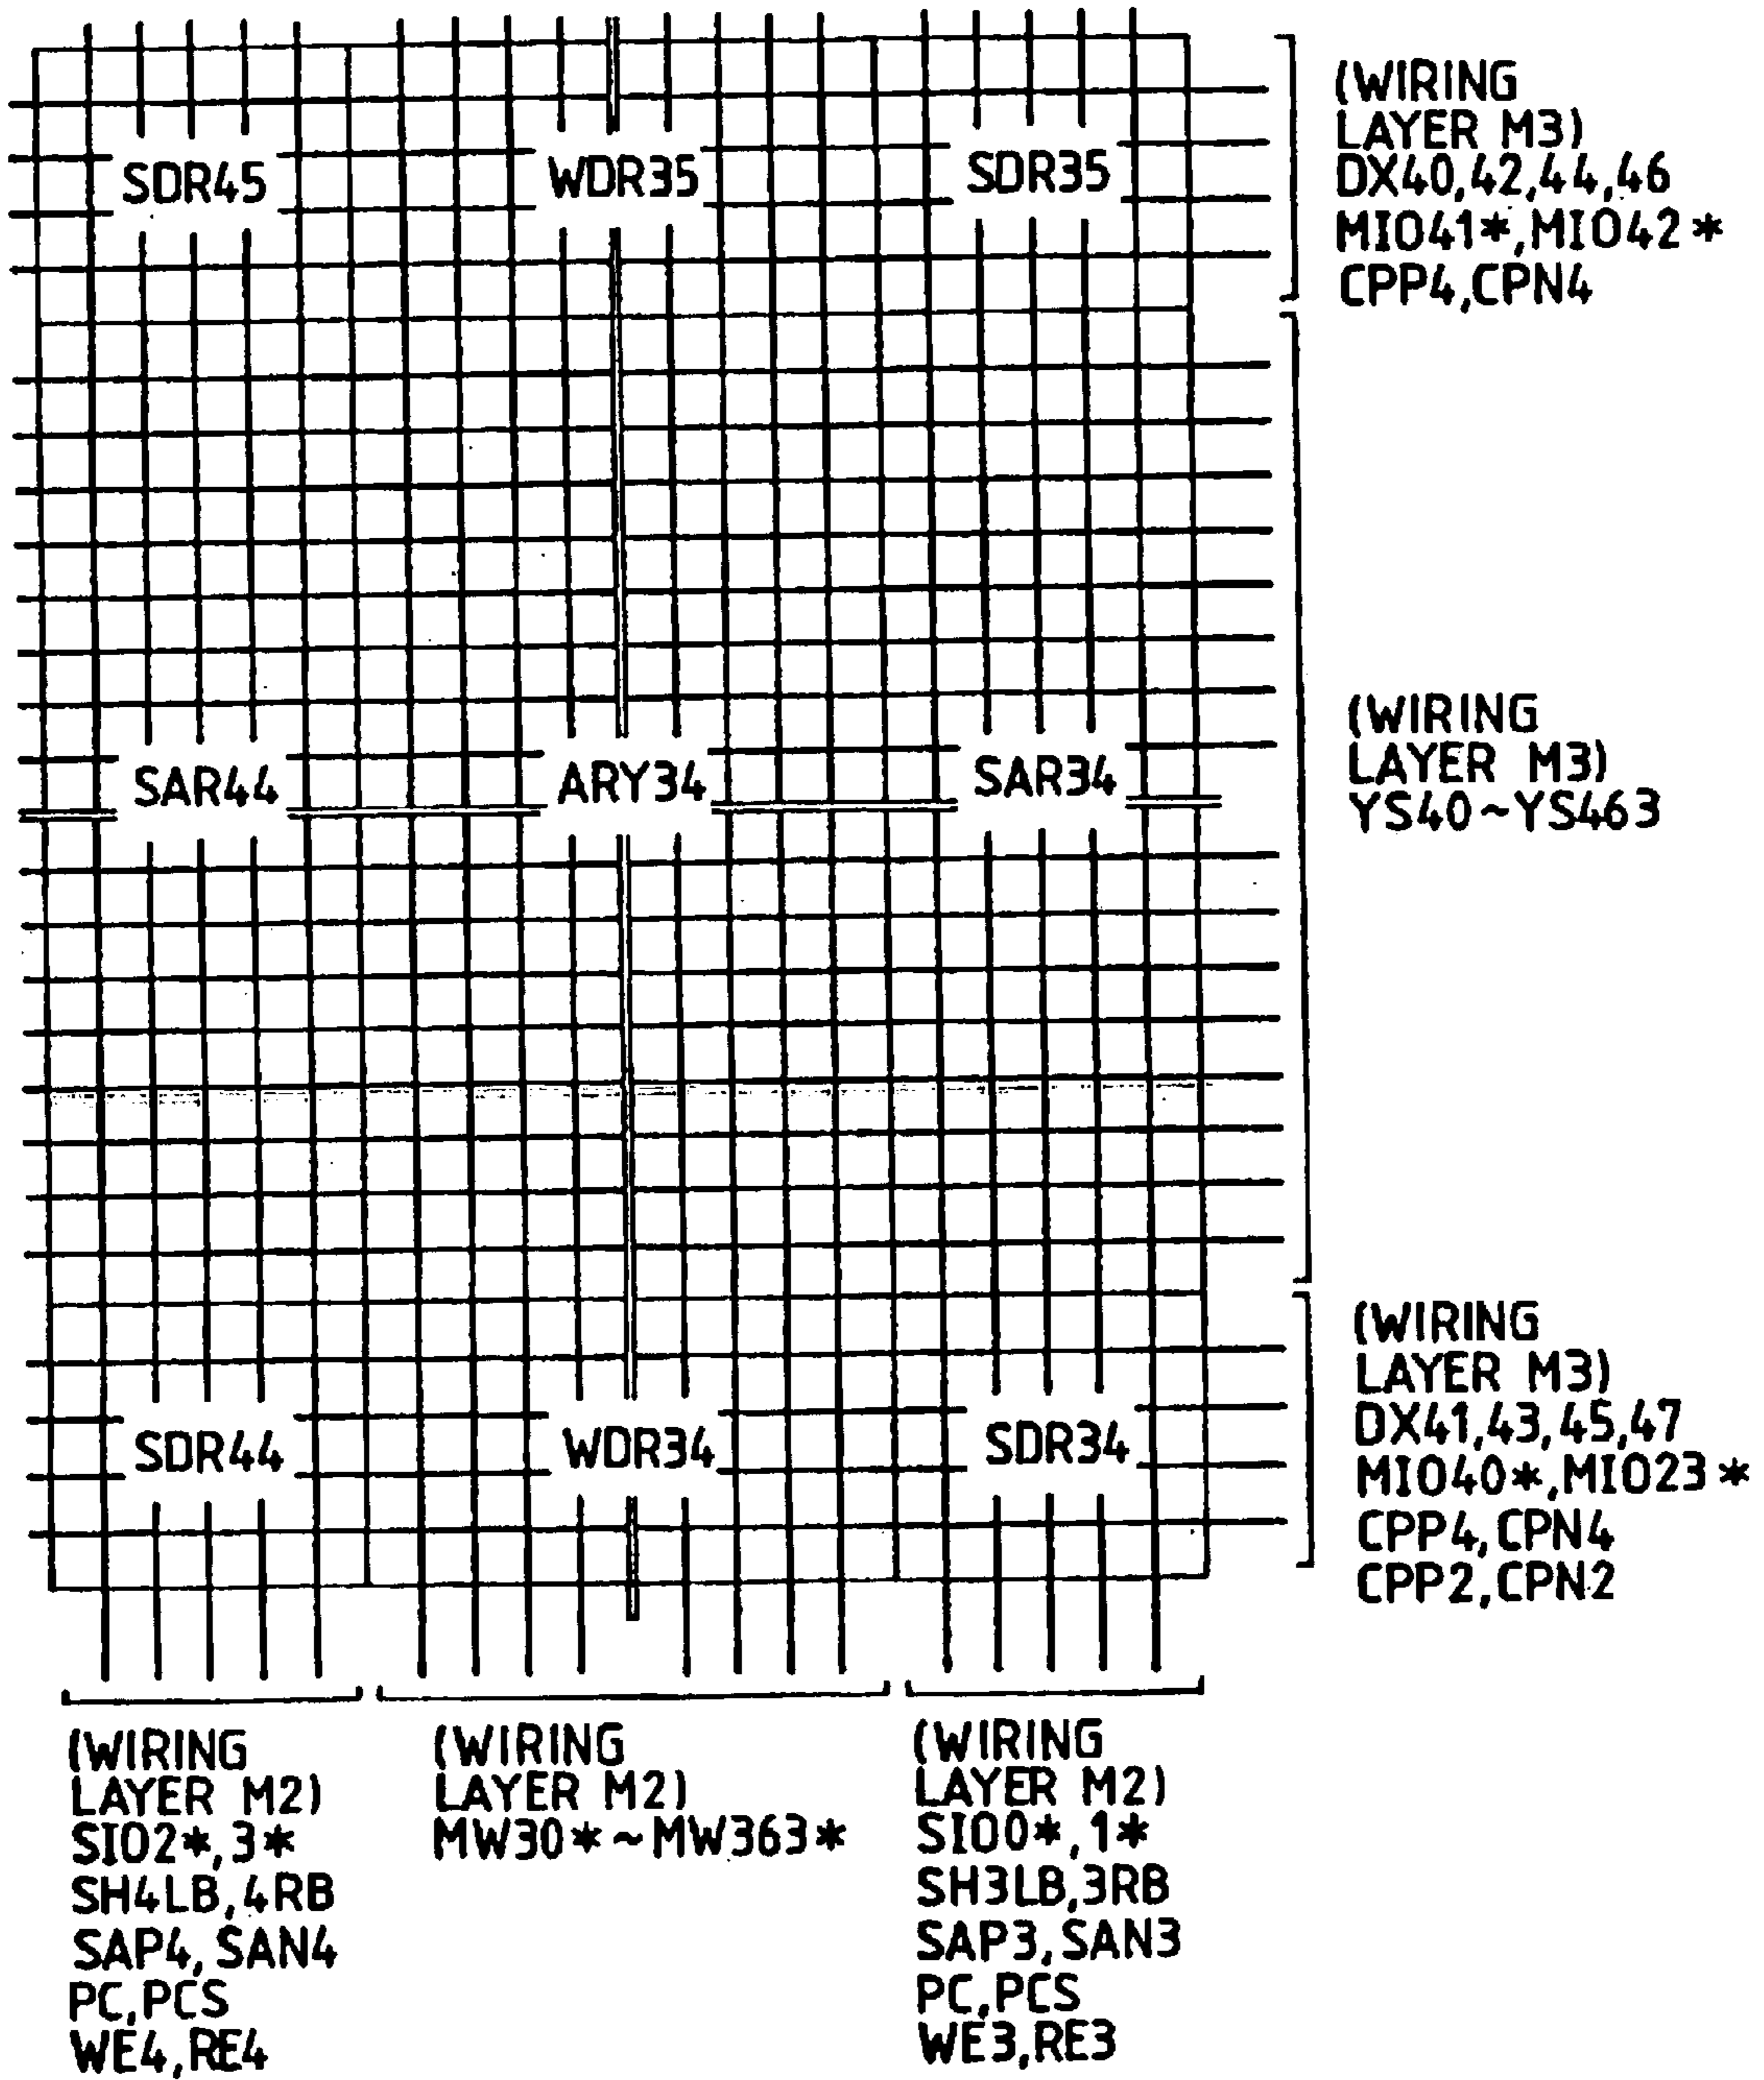 SDR45
WDR35
SDR35
(WIRING
LAYER M3)
DX40,42,44,46
MIO41*,MIO42*
CPP4,CPN4
SAR44
ARY34
SAR34
(WIRING
LAYER M3)
YS40~YS463
SDR44
WDR34
SDR34
(WIRING
LAYER M3)
DX41,43,45,47
MIO40*,MIO23*
CPP4,CPN4
CPP2,CPN2
(WIRING
LAYER M2)
SIO2*,3*
SH4LB,4RB
SAP4,SAN4
PC,PCS
WE4,RE4
(WIRING
LAYER M2)
MW30*~MW363*
(WIRING
LAYER M2)
SIO0*,1*
SH3LB,3RB
SAP3,SAN3
PC,PCS
WE3,RE3